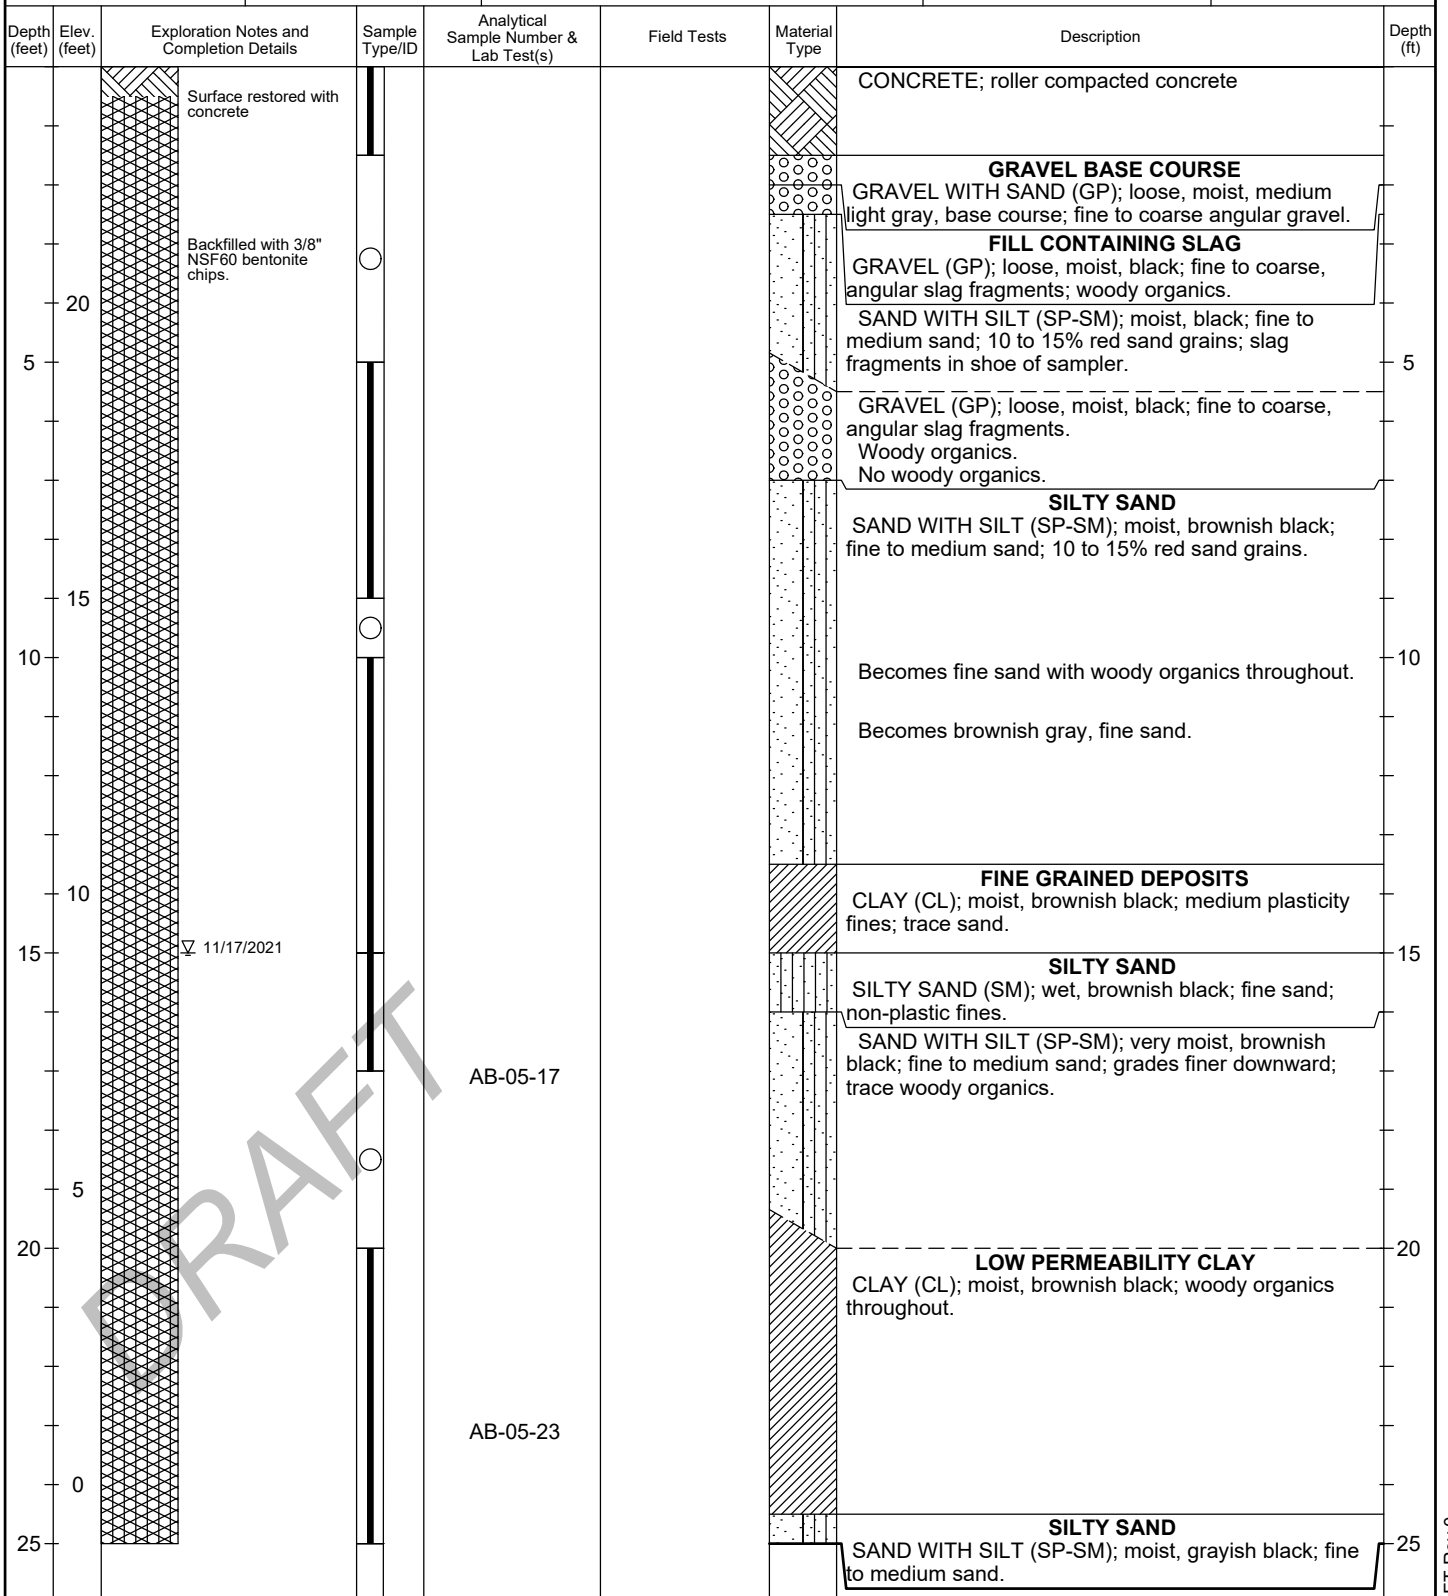 Depth
(feet)
Elev.
(feet)
Exploration Notes and
Completion Details
Sample
Type/ID
Analytical
Sample Number &
Lab Test(s)
Field Tests
Material
Type
Description
Depth
(ft)
CONCRETE; roller compacted concrete
Surface restored with
concrete
GRAVEL BASE COURSE
GRAVEL WITH SAND (GP); loose, moist, medium
light gray, base course; fine to coarse angular gravel.
Backfilled with 3/8"
NSF60 bentonite
chips.
FILL CONTAINING SLAG
GRAVEL (GP); loose, moist, black; fine to coarse,
angular slag fragments; woody organics.
20
SAND WITH SILT (SP-SM); moist, black; fine to
medium sand; 10 to 15% red sand grains; slag
fragments in shoe of sampler.
5
5
GRAVEL (GP); loose, moist, black; fine to coarse,
angular slag fragments.
Woody organics.
No woody organics.
SILTY SAND
SAND WITH SILT (SP-SM); moist, brownish black;
fine to medium sand; 10 to 15% red sand grains.
15
10
10
Becomes fine sand with woody organics throughout.
Becomes brownish gray, fine sand.
FINE GRAINED DEPOSITS
CLAY (CL); moist, brownish black; medium plasticity
fines; trace sand.
10
11/17/2021
15
15
SILTY SAND
SILTY SAND (SM); wet, brownish black; fine sand;
non-plastic fines.
SAND WITH SILT (SP-SM); very moist, brownish
black; fine to medium sand; grades finer downward;
trace woody organics.
AB-05-17
DRAFT
5
20
20
LOW PERMEABILITY CLAY
CLAY (CL); moist, brownish black; woody organics
throughout.
AB-05-23
0
25
25
SILTY SAND
SAND WITH SILT (SP-SM); moist, grayish black; fine
to medium sand.